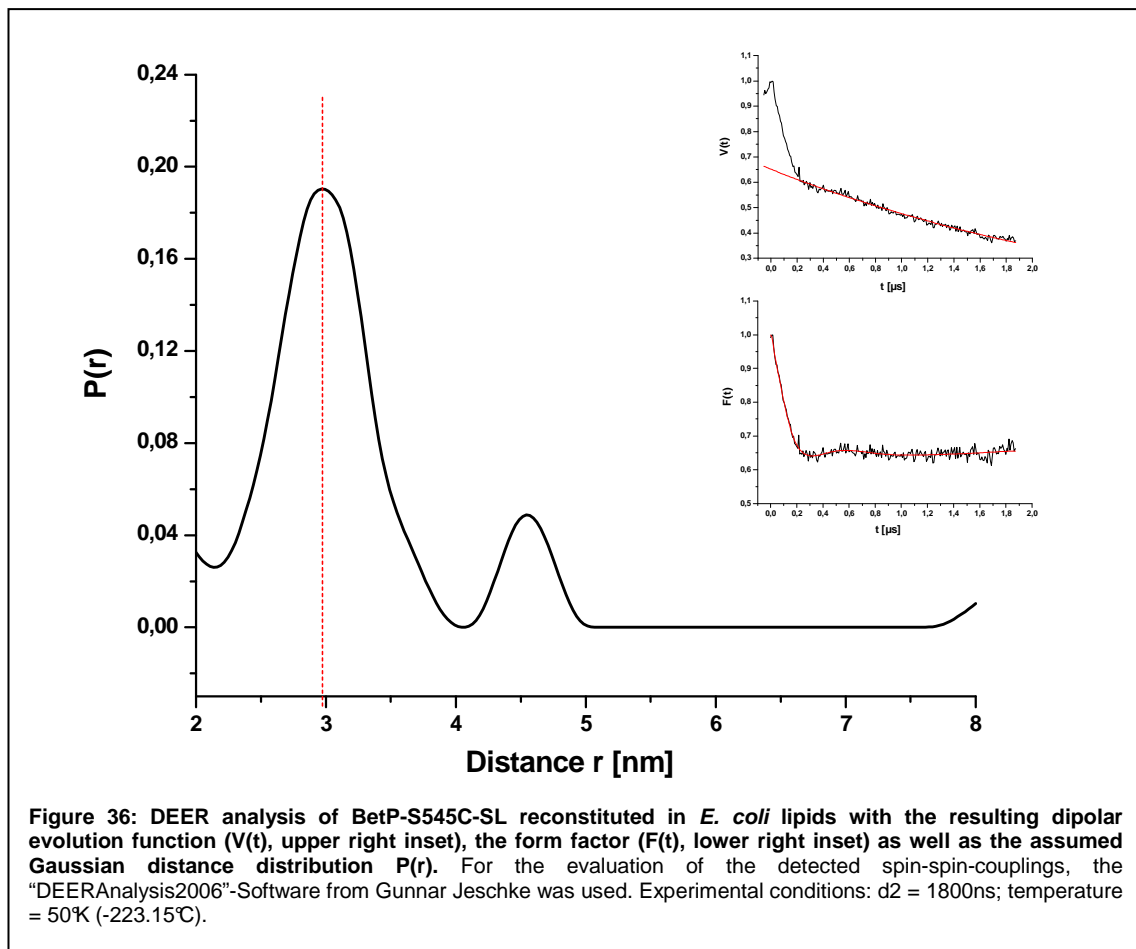 0,24
0,20
0,16
0,12
0,08
0,04
0,00
P(r)
2 3 4 5 6 7 8
Distance r [nm]
1,1
1,0
0,9
0,8
0,7
0,6
0,5
0,4
0,3
V(t)
0,0 0,2 0,4 0,6 0,8 1,0 1,2 1,4 1,6 1,8 2,0
t [µs]
1,1
1,0
0,9
0,8
0,7
0,6
0,5
F(t)
0,0 0,2 0,4 0,6 0,8 1,0 1,2 1,4 1,6 1,8 2,0
t [µs]
Figure 36: DEER analysis of BetP-S545C-SL reconstituted in E. coli lipids with the resulting dipolar
evolution function (V(t), upper right inset), the form factor (F(t), lower right inset) as well as the assumed
Gaussian distance distribution P(r). For the evaluation of the detected spin-spin-couplings, the
“DEERAnalysis2006”-Software from Gunnar Jeschke was used. Experimental conditions: d2 = 1800ns; temperature
= 50°K (-223.15°C).